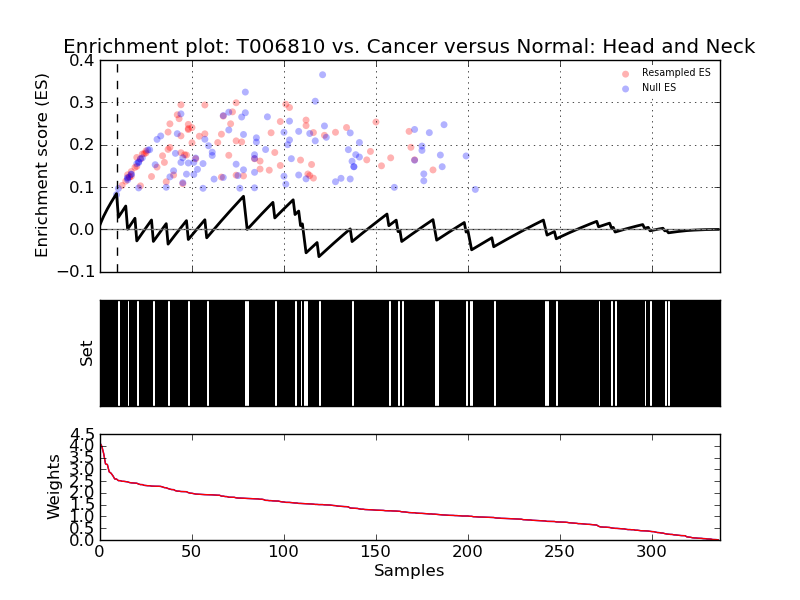 Enrichment plot: T006810 vs. Cancer versus Normal: Head and Neck
Enrichment score (ES)
0.4
0.3
0.2
0.1
0.0
−0.1
Resampled ES
Null ES
Set
Weights
4.5
4.0
3.5
3.0
2.5
2.0
1.5
1.0
0.5
0.0
0 50 100 150 200 250 300
Samples